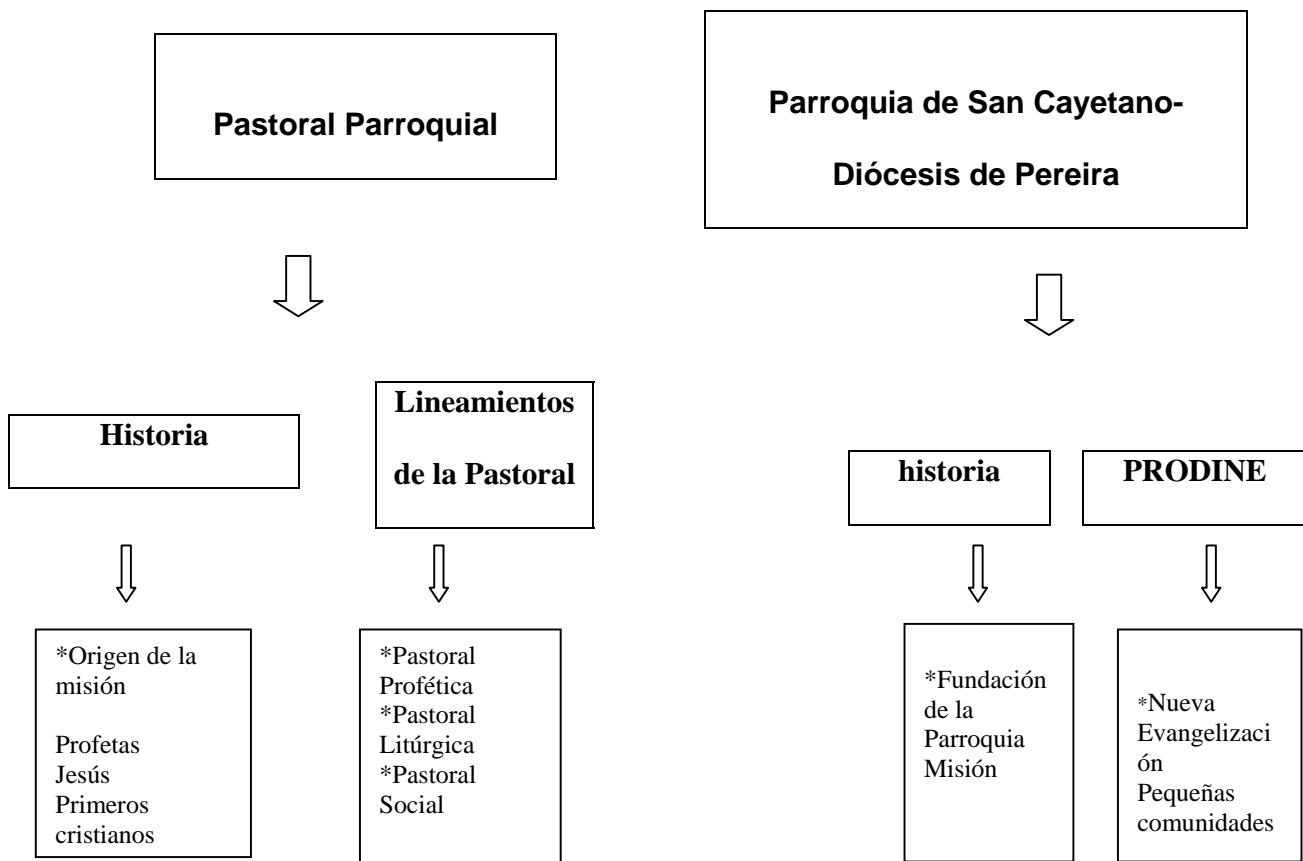 Pastoral Parroquial
Parroquia de San Cayetano-
Diócesis de Pereira
Historia
Lineamientos
de la Pastoral
historia
PRODINE
*Origen de la
misión
Profetas
Jesús
Primeros
cristianos
*Pastoral
Profética
*Pastoral
Litúrgica
*Pastoral
Social
*Fundación
de la
Parroquia
Misión
*Nueva
Evangelizaci
ón
Pequeñas
comunidades